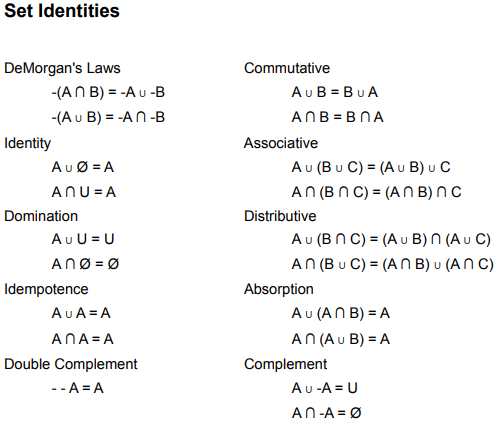 Set Identities
DeMorgan's Laws
-(A ∩ B) = -A ∪ -B
-(A ∪ B) = -A ∩ -B
Identity
A ∪ Ø = A
A ∩ U = A
Domination
A ∪ U = U
A ∩ Ø = Ø
Idempotence
A ∪ A = A
A ∩ A = A
Double Complement
- - A = A
Commutative
A ∪ B = B ∪ A
A ∩ B = B ∩ A
Associative
A ∪ (B ∪ C) = (A ∪ B) ∪ C
A ∩ (B ∩ C) = (A ∩ B) ∩ C
Distributive
A ∪ (B ∩ C) = (A ∪ B) ∩ (A ∪ C)
A ∩ (B ∪ C) = (A ∩ B) ∪ (A ∩ C)
Absorption
A ∪ (A ∩ B) = A
A ∩ (A ∪ B) = A
Complement
A ∪ -A = U
A ∩ -A = Ø